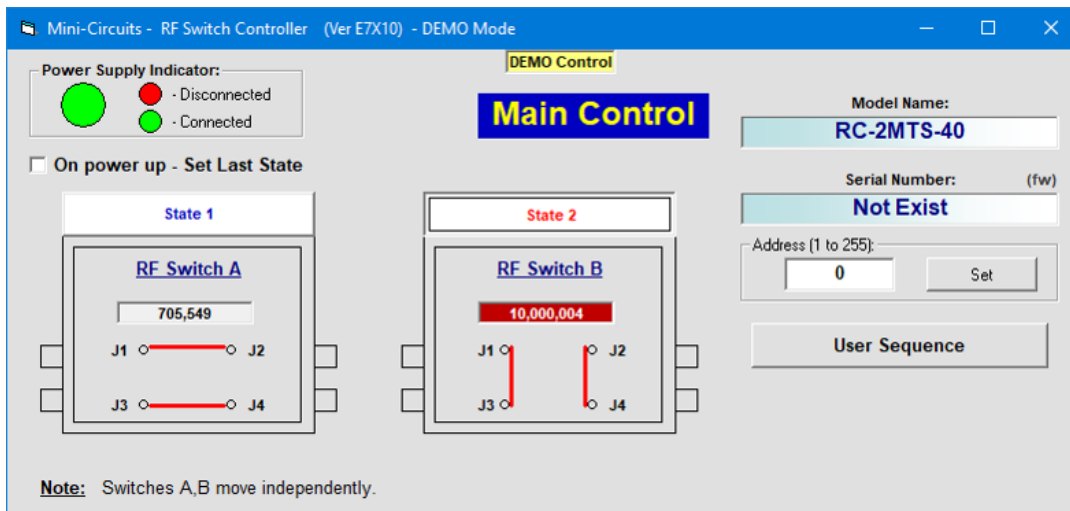 Mini-Circuits - RF Switch Controller (Ver E7X10) - DEMO Mode
DEMO Control
Power Supply Indicator:
- Disconnected
- Connected
Main Control
Model Name:
RC-2MTS-40
On power up - Set Last State
Serial Number: (fw)
Not Exist
State 1
State 2
Address (1 to 255):
0 Set
RF Switch A
RF Switch B
705,549
10,000,004
User Sequence
J1 J2
J3 J4
J1 J2
J3 J4
Note: Switches A,B move independently.